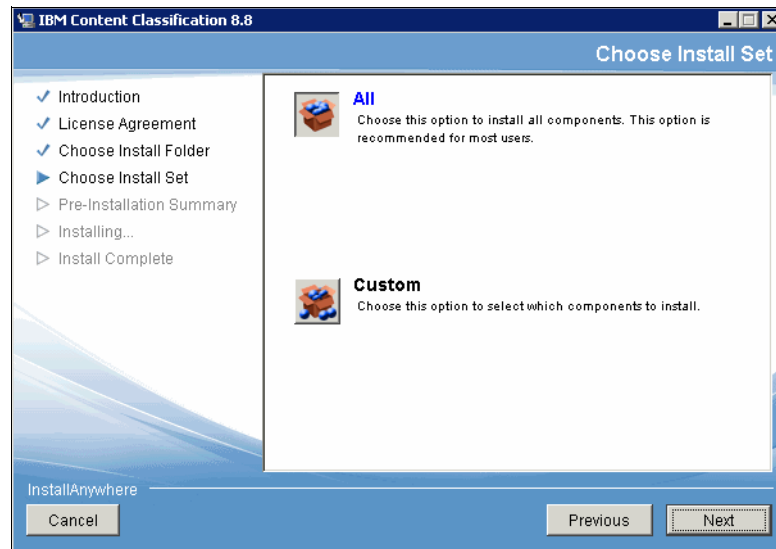 IBM Content Classification 8.8
Choose Install Set
Introduction
License Agreement
Choose Install Folder
Choose Install Set
Pre-Installation Summary
Installing...
Install Complete
All
Choose this option to install all components. This option is
recommended for most users.
Custom
Choose this option to select which components to install.
InstallAnywhere
Cancel
Previous
Next